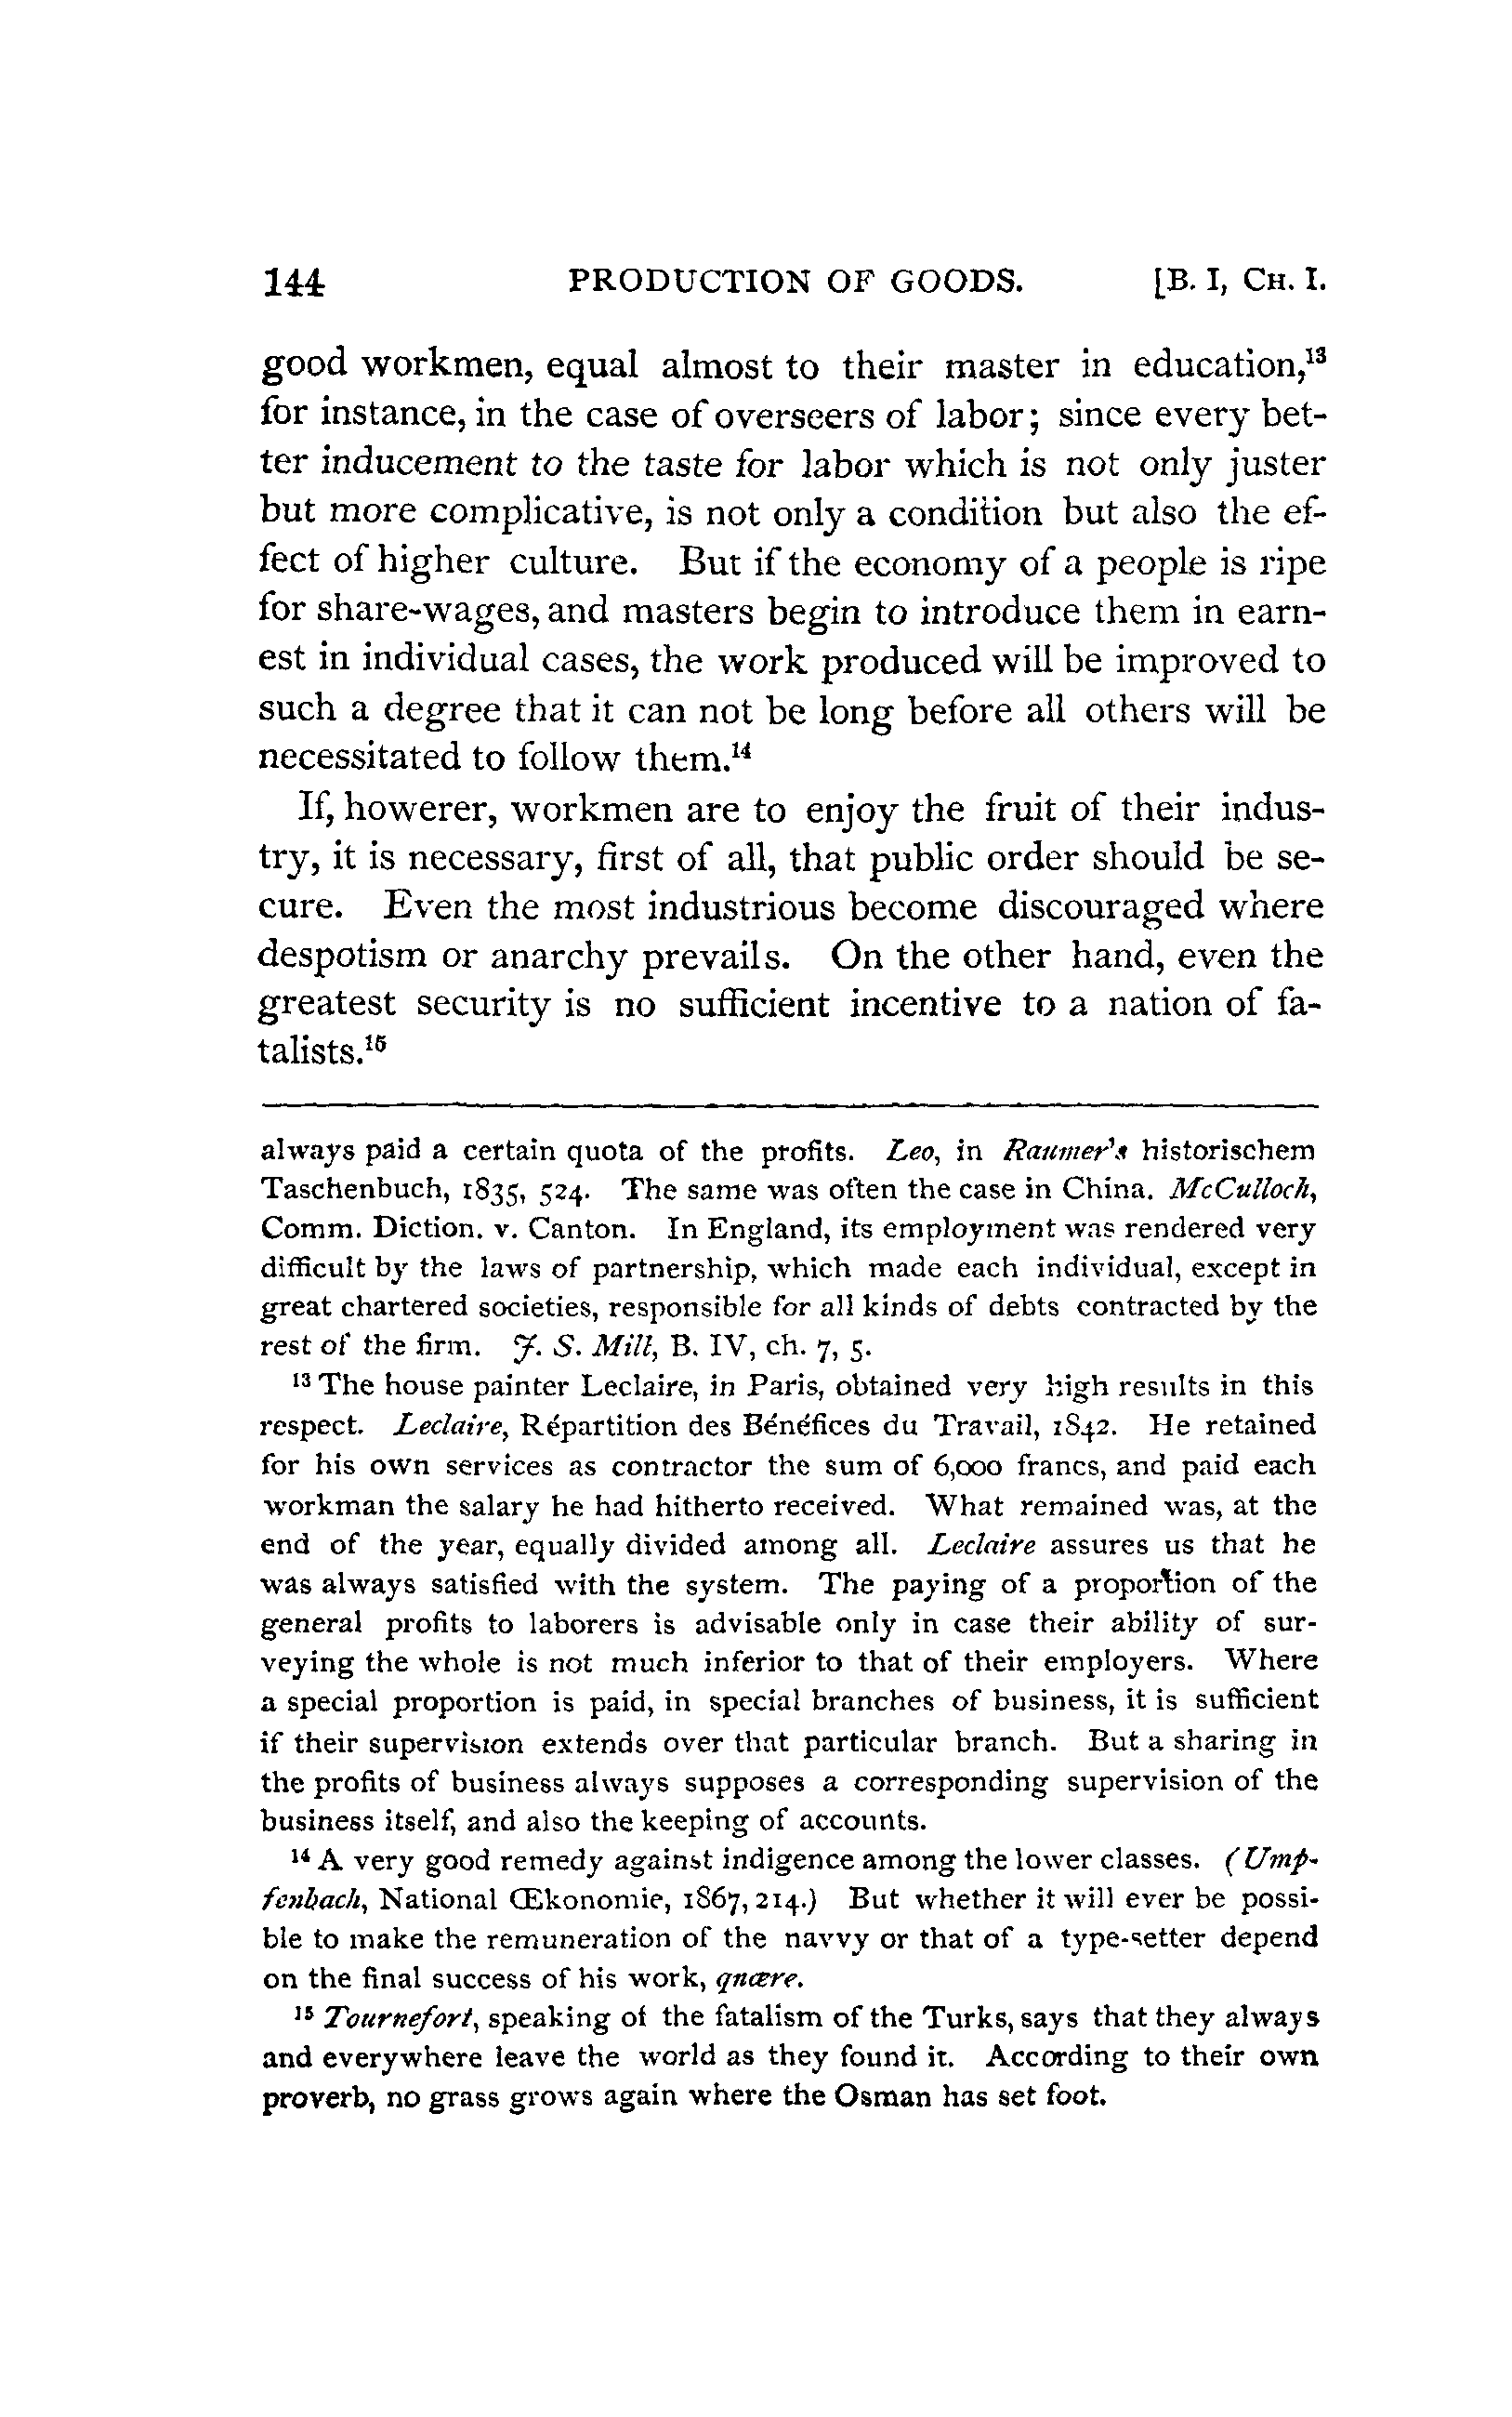 144 PRODUCTION OF GOODS. [B. I, CH. I.
good workmen, equal almost to their master in education,¹³
for instance, in the case of overseers of labor; since every bet-
ter inducement to the taste for labor which is not only juster
but more complicative, is not only a condition but also the ef-
fect of higher culture. But if the economy of a people is ripe
for share-wages, and masters begin to introduce them in earn-
est in individual cases, the work produced will be improved to
such a degree that it can not be long before all others will be
necessitated to follow them.¹⁴
If, howerer, workmen are to enjoy the fruit of their indus-
try, it is necessary, first of all, that public order should be se-
cure. Even the most industrious become discouraged where
despotism or anarchy prevails. On the other hand, even the
greatest security is no sufficient incentive to a nation of fa-
talists.¹⁵
always paid a certain quota of the profits. Leo, in Raumer's historischem
Taschenbuch, 1835, 524. The same was often the case in China. McCulloch,
Comm. Diction. v. Canton. In England, its employment was rendered very
difficult by the laws of partnership, which made each individual, except in
great chartered societies, responsible for all kinds of debts contracted by the
rest of the firm. J. S. Mill, B. IV, ch. 7, 5.
¹³ The house painter Leclaire, in Paris, obtained very high results in this
respect. Leclaire, Répartition des Bénéfices du Travail, 1842. He retained
for his own services as contractor the sum of 6,000 francs, and paid each
workman the salary he had hitherto received. What remained was, at the
end of the year, equally divided among all. Leclaire assures us that he
was always satisfied with the system. The paying of a proportion of the
general profits to laborers is advisable only in case their ability of sur-
veying the whole is not much inferior to that of their employers. Where
a special proportion is paid, in special branches of business, it is sufficient
if their supervision extends over that particular branch. But a sharing in
the profits of business always supposes a corresponding supervision of the
business itself, and also the keeping of accounts.
¹⁴ A very good remedy against indigence among the lower classes. (Ump-
fenbach, National Œkonomie, 1867, 214.) But whether it will ever be possi-
ble to make the remuneration of the navvy or that of a type-setter depend
on the final success of his work, qnære.
¹⁵ Tournefort, speaking of the fatalism of the Turks, says that they always
and everywhere leave the world as they found it. According to their own
proverb, no grass grows again where the Osman has set foot.